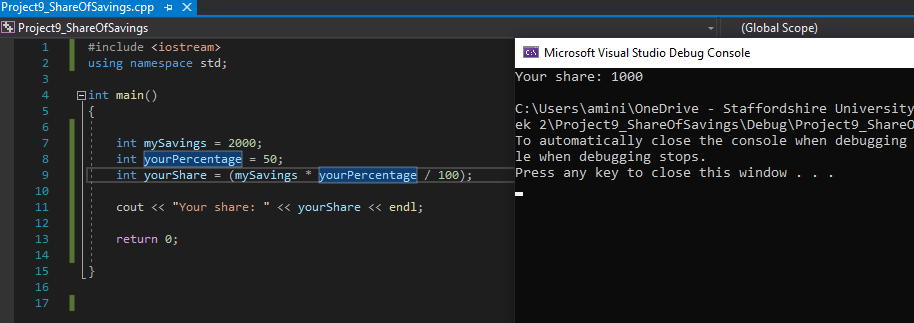 Project9_ShareOfSavings.cpp
Project9_ShareOfSavings
(Global Scope)
1 #include <iostream>
2 using namespace std;
3
4 int main()
5 {
6
7 int mySavings = 2000;
8 int yourPercentage = 50;
9 int yourShare = (mySavings * yourPercentage / 100);
10
11 cout << "Your share: " << yourShare << endl;
12
13 return 0;
14
15 }
16
17
Microsoft Visual Studio Debug Console
Your share: 1000
C:\Users\amini\OneDrive - Staffordshire University
ek 2\Project9_ShareOfSavings\Debug\Project9_ShareO
To automatically close the console when debugging
le when debugging stops.
Press any key to close this window . . .